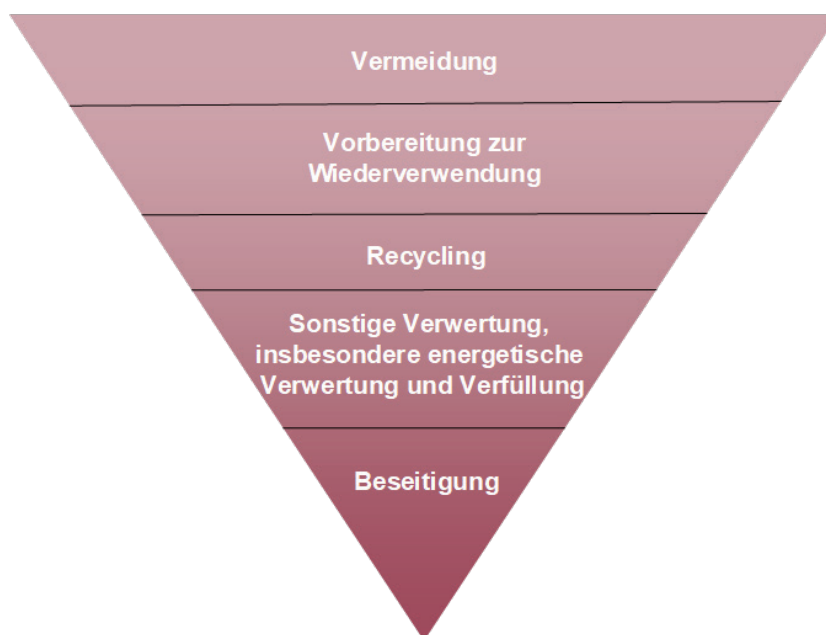 Vermeidung
Vorbereitung zur
Wiederverwendung
Recycling
Sonstige Verwertung,
insbesondere energetische
Verwertung und Verfüllung
Beseitigung